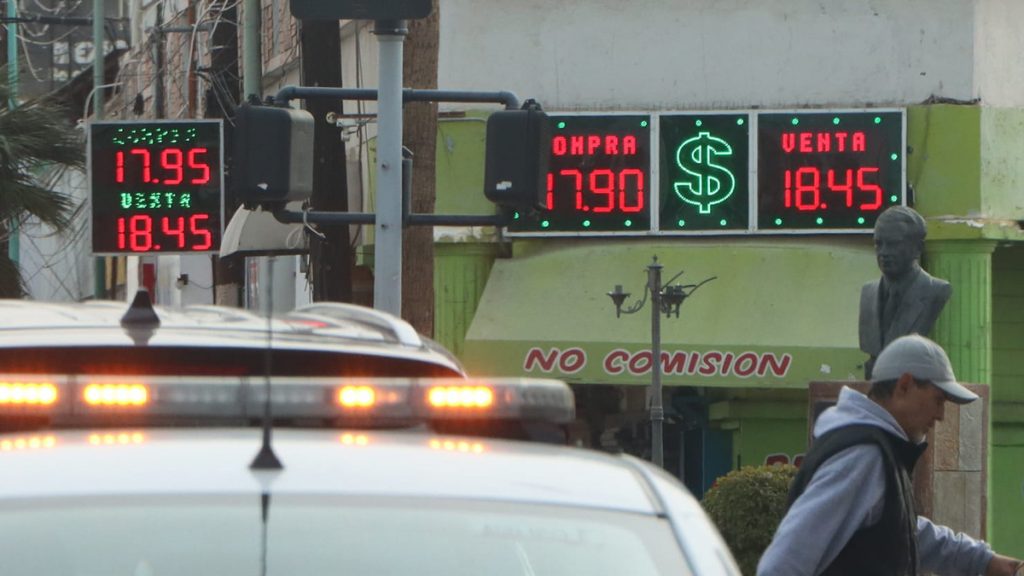 COMPRA
17.95
VENTA
18.45
OMPRA
17.90
$
VENTA
18.45
NO COMISION